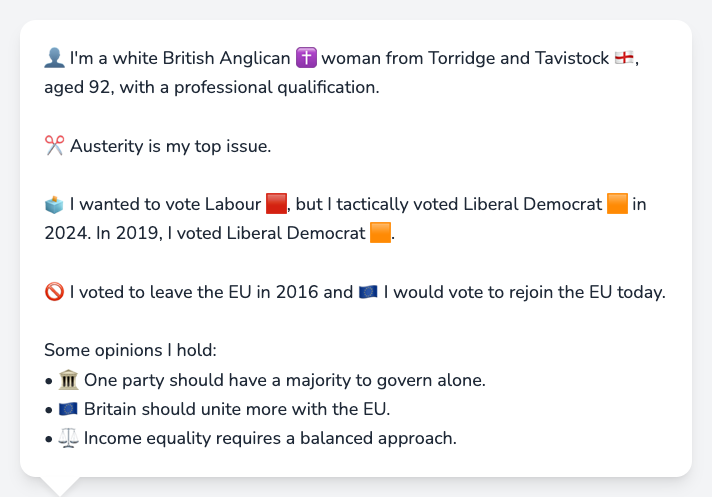 👤 I'm a white British Anglican ✝️ woman from Torridge and Tavistock 🏴󠁧󠁢󠁥󠁮󠁧󠁿,
aged 92, with a professional qualification.
✂️ Austerity is my top issue.
🗳️ I wanted to vote Labour 🟥, but I tactically voted Liberal Democrat 🟧 in
2024. In 2019, I voted Liberal Democrat 🟧.
🚫 I voted to leave the EU in 2016 and 🇪🇺 I would vote to rejoin the EU today.
Some opinions I hold:
• 🏛️ One party should have a majority to govern alone.
• 🇪🇺 Britain should unite more with the EU.
• ⚖️ Income equality requires a balanced approach.